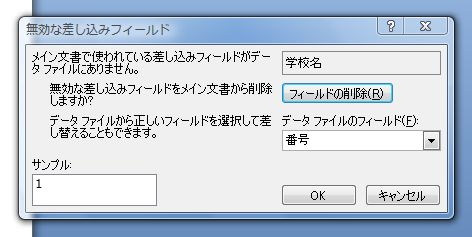 無効な差し込みフィールド
メイン文書で使われている差し込みフィールドがデー
タ ファイルにありません。
学校名
無効な差し込みフィールドをメイン文書から削除
しますか?
フィールドの削除(R)
データ ファイルから正しいフィールドを選択して差
し替えることもできます。
データ ファイルのフィールド(F):
番号
サンプル:
1
OK
キャンセル